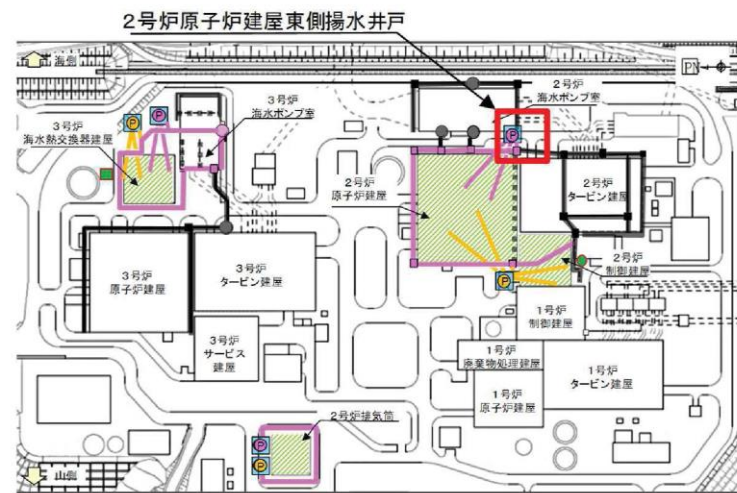 2号炉原子炉建屋東側揚水井戸
海側
PN
3号炉
海水熱交換器建屋
P
P
3号炉
海水ポンプ室
2号炉
海水ポンプ室
P
2号炉
原子炉建屋
2号炉
タービン建屋
2号炉
制御建屋
P
3号炉
原子炉建屋
3号炉
タービン建屋
3号炉
サービス
建屋
1号炉
制御建屋
1号炉
廃棄物処理建屋
1号炉
原子炉建屋
1号炉
タービン建屋
2号炉排気筒
P
P
山側